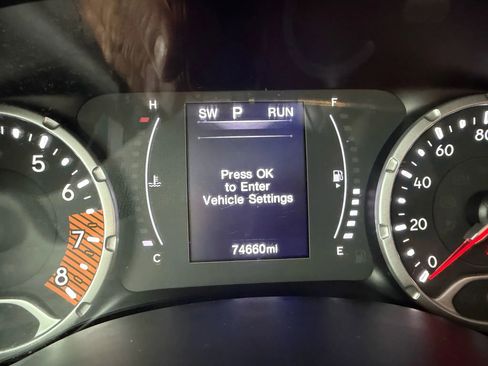 H
SW P RUN
F
5
6
7
8
Press OK
to Enter
Vehicle Settings
C
74660mi
E
80
60
40
20
0